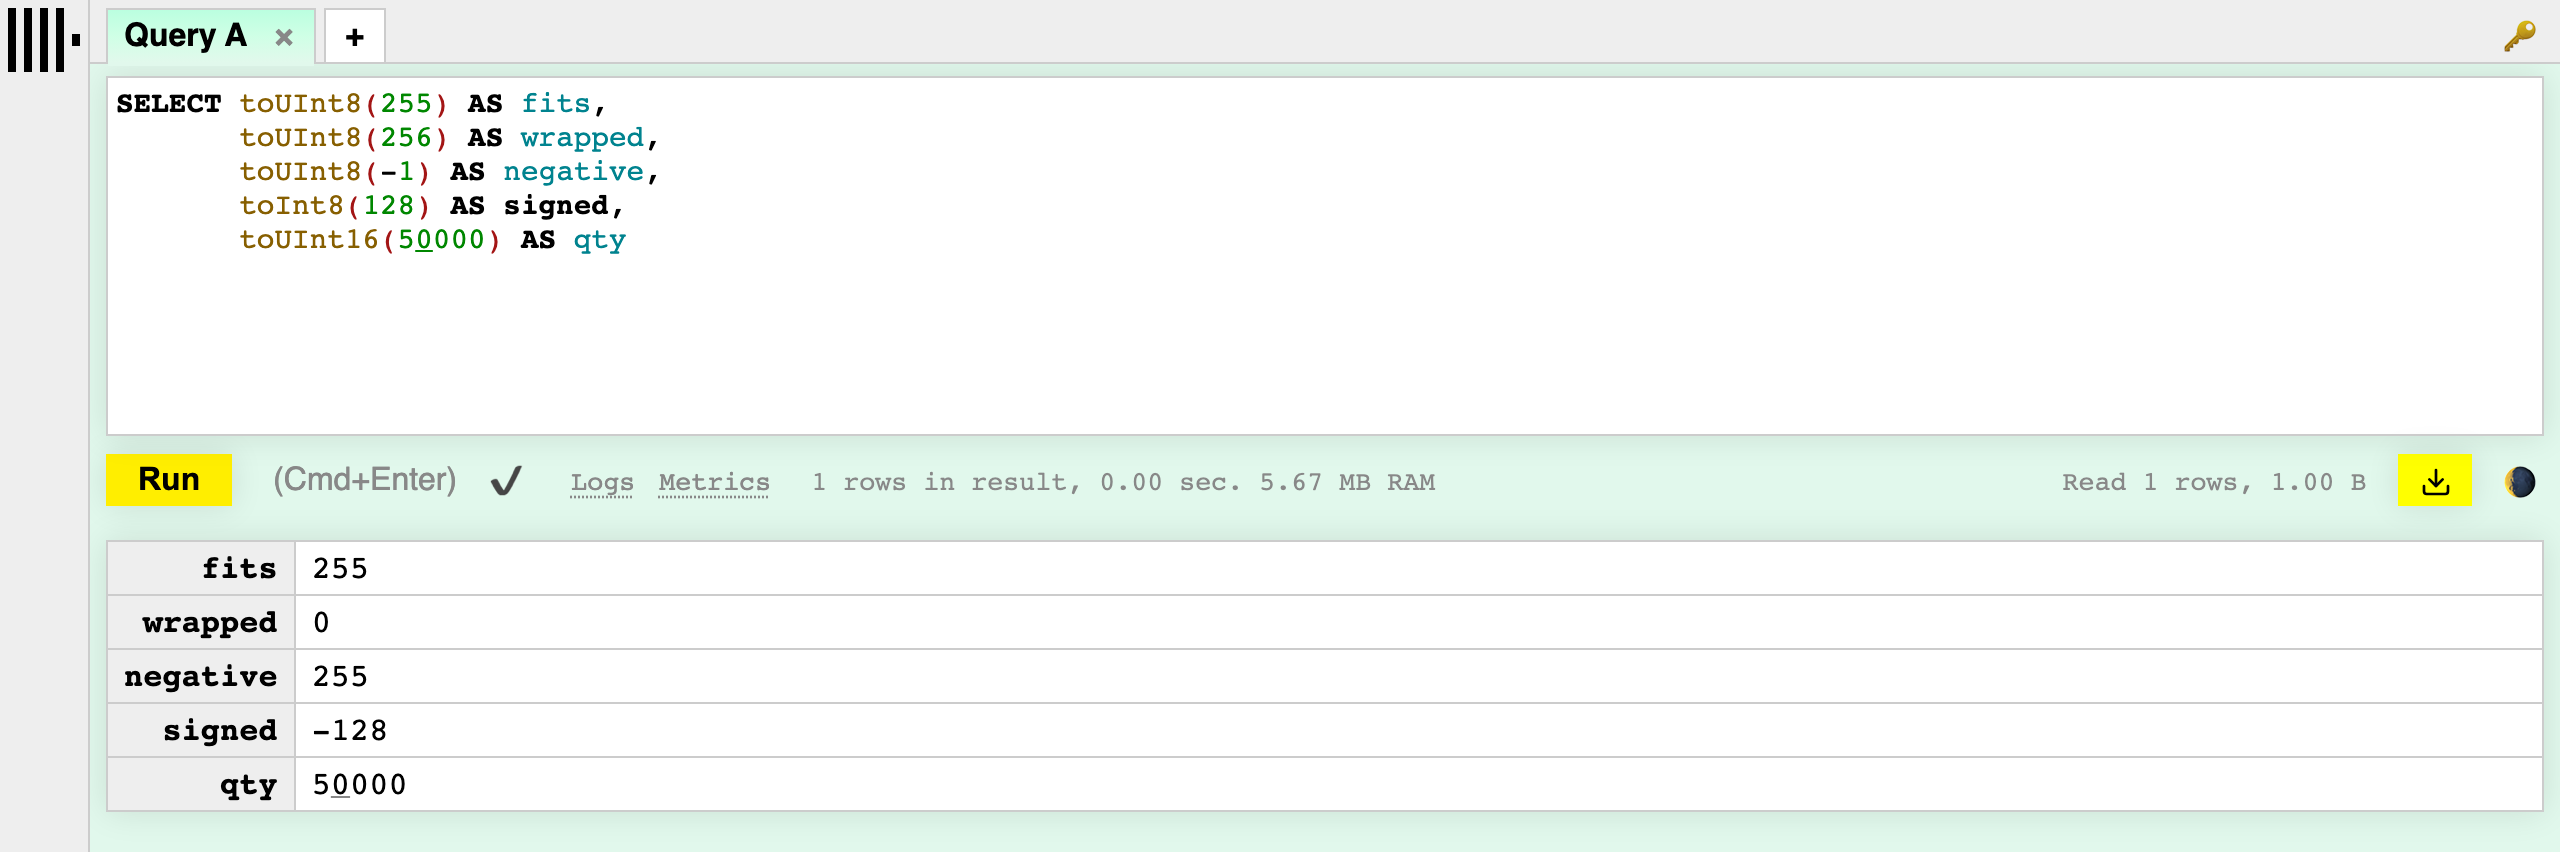 Query A × +
SELECT toUInt8(255) AS fits,
toUInt8(256) AS wrapped,
toUInt8(-1) AS negative,
toInt8(128) AS signed,
toUInt16(50000) AS qty
Run (Cmd+Enter) ✔ Logs Metrics 1 rows in result, 0.00 sec. 5.67 MB RAM Read 1 rows, 1.00 B
fits 255
wrapped 0
negative 255
signed -128
qty 50000